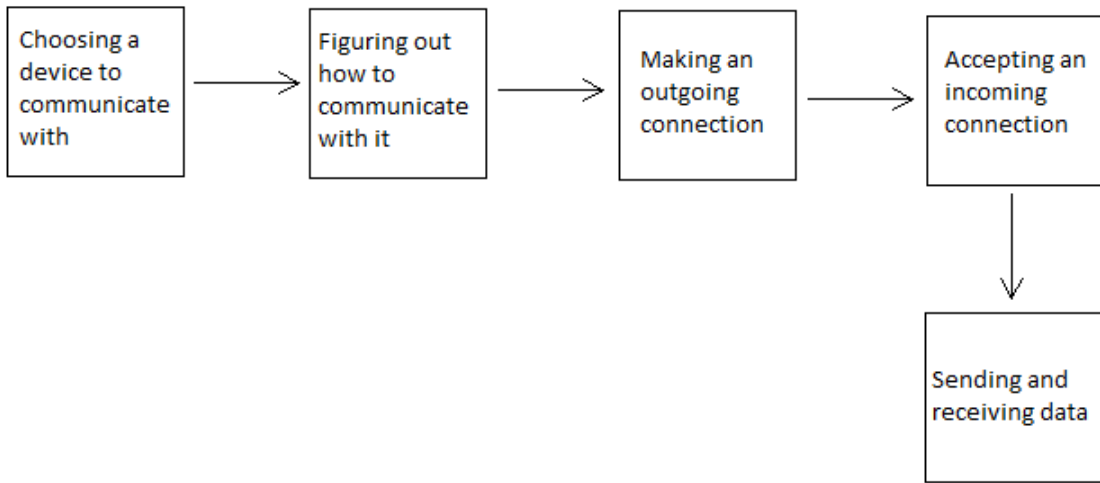 Choosing a
device to
communicate
with
Figuring out
how to
communicate
with it
Making an
outgoing
connection
Accepting an
incoming
connection
Sending and
receiving data